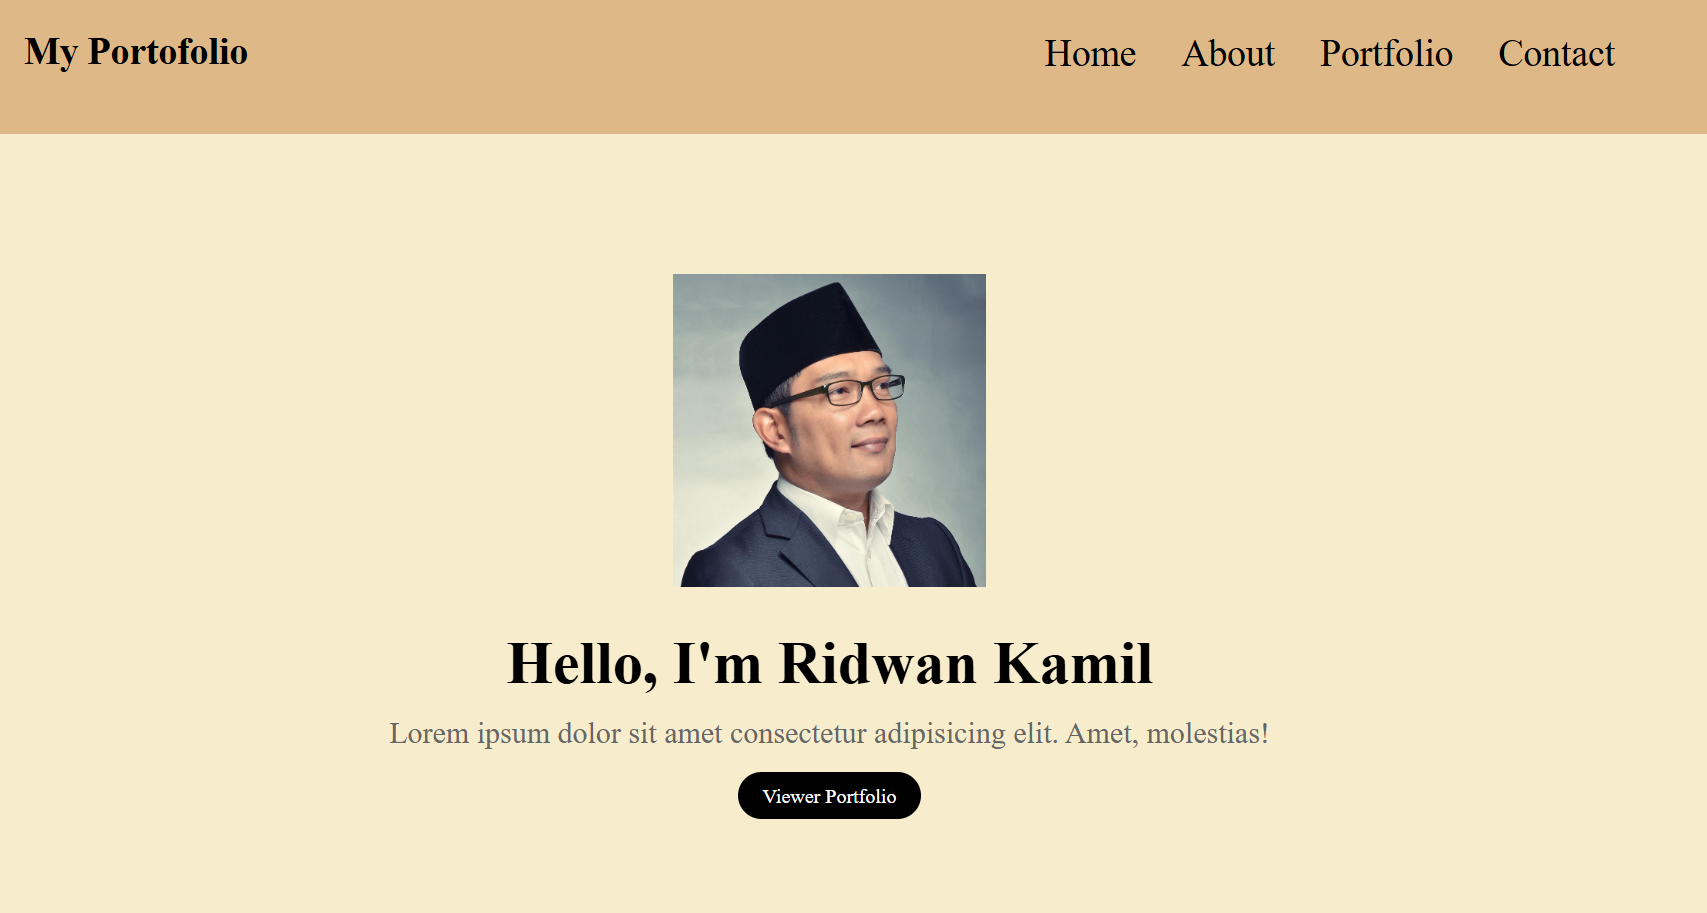 My Portofolio
Home About Portfolio Contact
Hello, I'm Ridwan Kamil
Lorem ipsum dolor sit amet consectetur adipisicing elit. Amet, molestias!
Viewer Portfolio